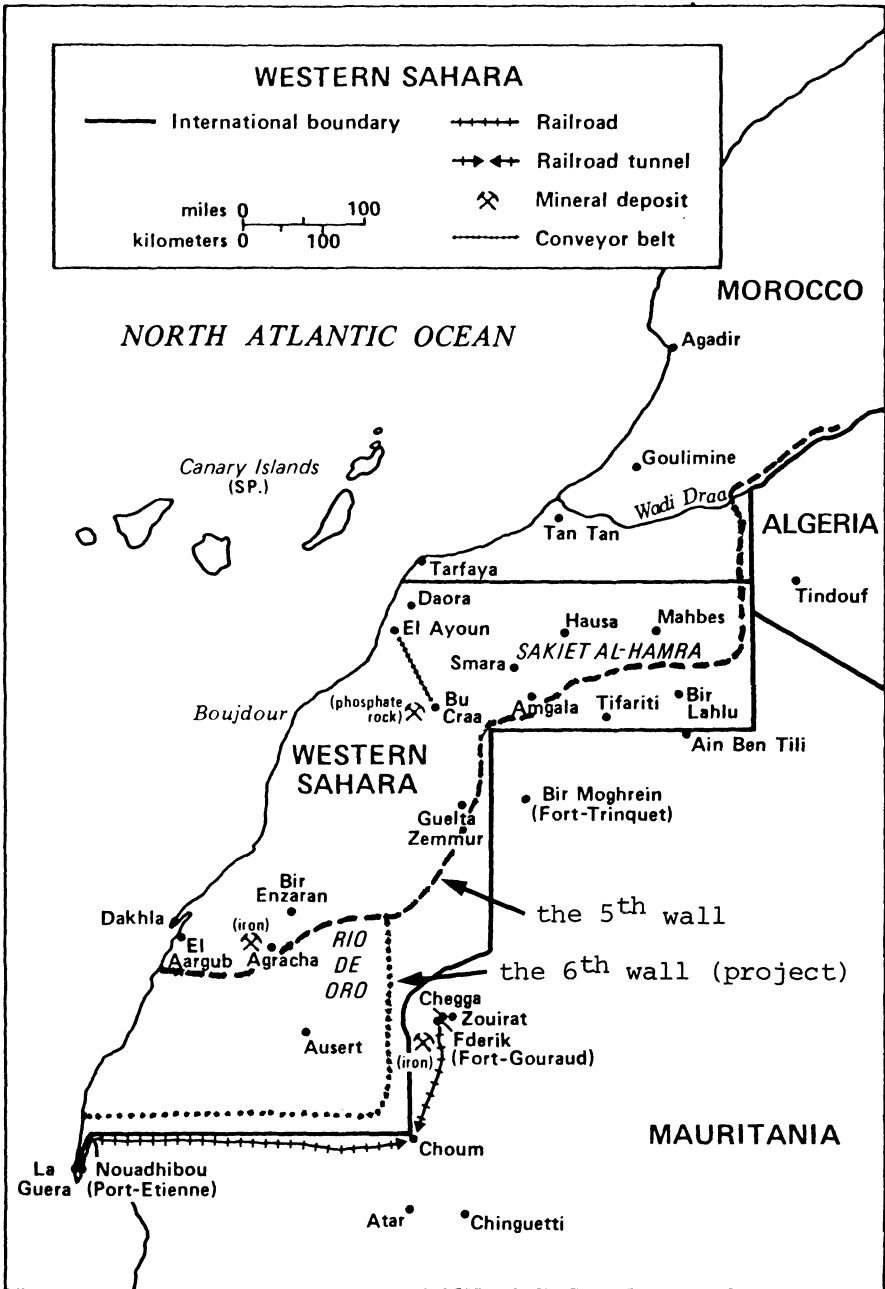 WESTERN SAHARA
International boundary
Railroad
Railroad tunnel
miles 0 100
Mineral deposit
kilometers 0 100
Conveyor belt
MOROCCO
NORTH ATLANTIC OCEAN
Agadir
Canary Islands
(SP.)
Goulimine
Wadi Draa
Tan Tan
ALGERIA
Tarfaya
Tindouf
Daora
El Ayoun
Hausa
Mahbes
SAKIET AL-HAMRA
Smara
Boujdour
(phosphate
rock)
Bu
Craa
Amgala
Tifariti
Bir
Lahlu
Ain Ben Tili
WESTERN
SAHARA
Bir Moghrein
(Fort-Trinquet)
Guelta
Zemmur
Bir
Enzaran
the 5th wall
Dakhla
(iron)
El
Aargub
Agracha
RIO
DE
ORO
the 6th wall (project)
Chegga
Zouirat
Fderik
(Fort-Gouraud)
(iron)
Ausert
MAURITANIA
Choum
La
Guera
Nouadhibou
(Port-Etienne)
Atar
Chinguetti